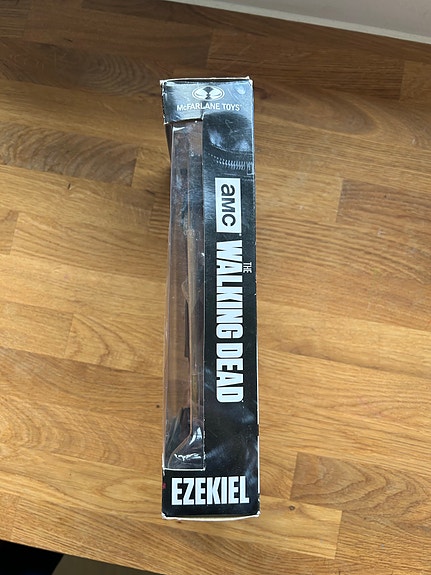 McFARLANE TOYS
aMC
THE
WALKING DEAD
EZEKIEL